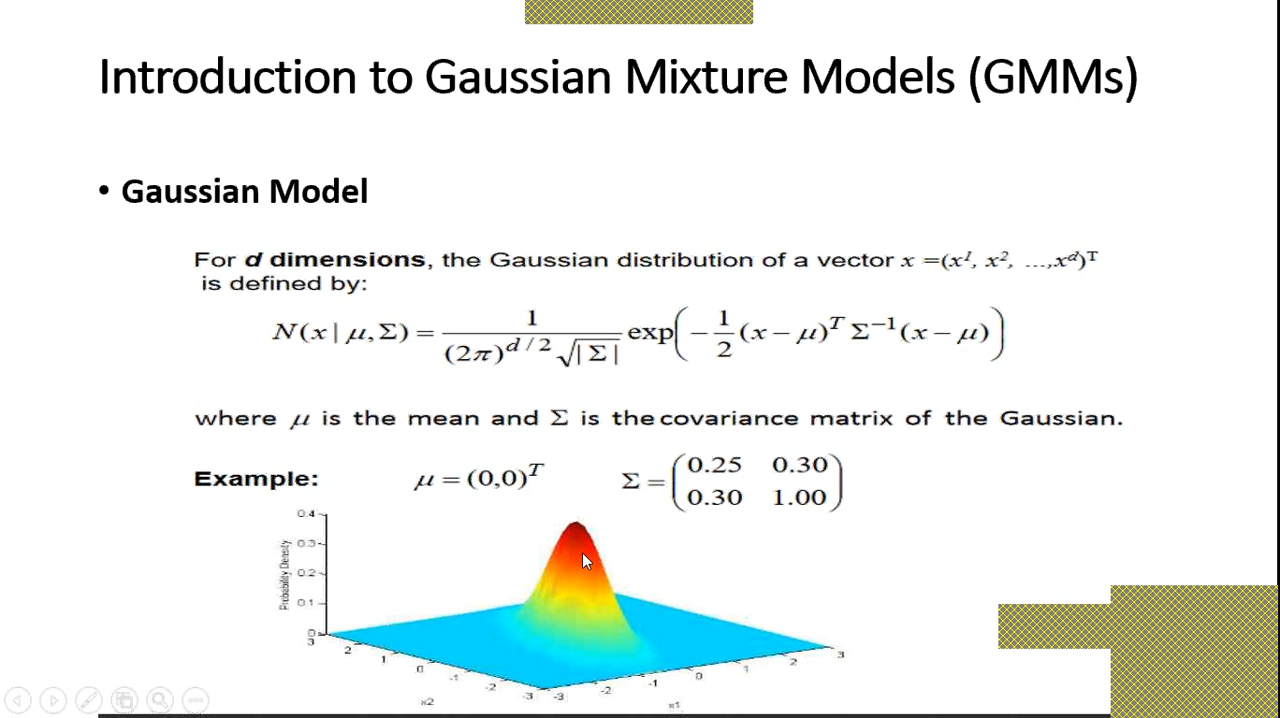 Introduction to Gaussian Mixture Models (GMMs)
• Gaussian Model
For d dimensions, the Gaussian distribution of a vector x =(x¹, x², …,xᵈ)ᵀ
is defined by:
N(x | μ, Σ) = 1 / ((2π)^{d/2} √|Σ|) exp(−1/2 (x − μ)ᵀ Σ⁻¹ (x − μ))
where μ is the mean and Σ is the covariance matrix of the Gaussian.
Example: μ = (0,0)ᵀ Σ = (0.25 0.30
0.30 1.00)
0.4
0.3
0.2
0.1
0
Probability Density
3 2 1 0 -1 -2 -3
x2
-3 -2 -1 0 1 2 3
x1